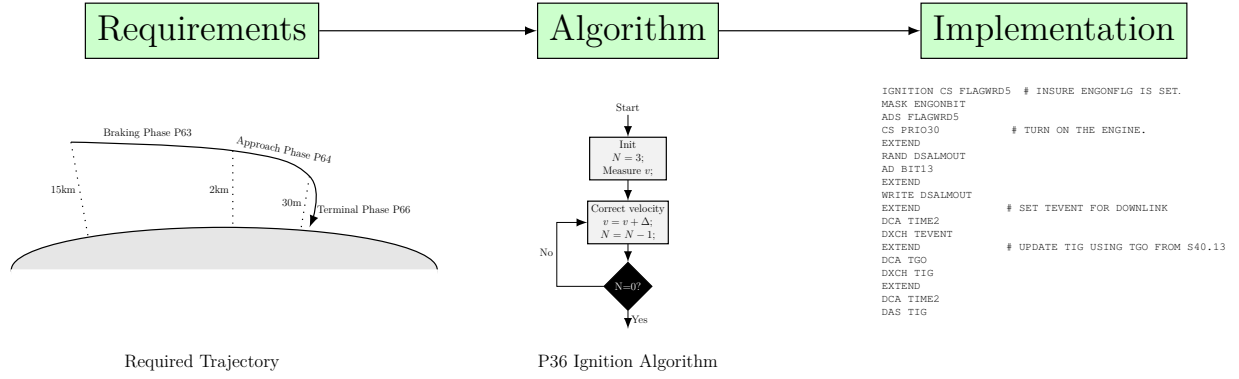 Requirements
Algorithm
Implementation
Braking Phase P63
Approach Phase P64
15km
2km
30m
Terminal Phase P66
Required Trajectory
Start
Init
N = 3;
Measure v;
Correct velocity
v = v + Δ;
N = N − 1;
No
N=0?
Yes
P36 Ignition Algorithm
IGNITION CS FLAGWRD5 # INSURE ENGONFLG IS SET.
MASK ENGONBIT
ADS FLAGWRD5
CS PRIO30 # TURN ON THE ENGINE.
EXTEND
RAND DSALMOUT
AD BIT13
EXTEND
WRITE DSALMOUT
EXTEND # SET TEVENT FOR DOWNLINK
DCA TIME2
DXCH TEVENT
EXTEND # UPDATE TIG USING TGO FROM S40.13
DCA TGO
DXCH TIG
EXTEND
DCA TIME2
DAS TIG